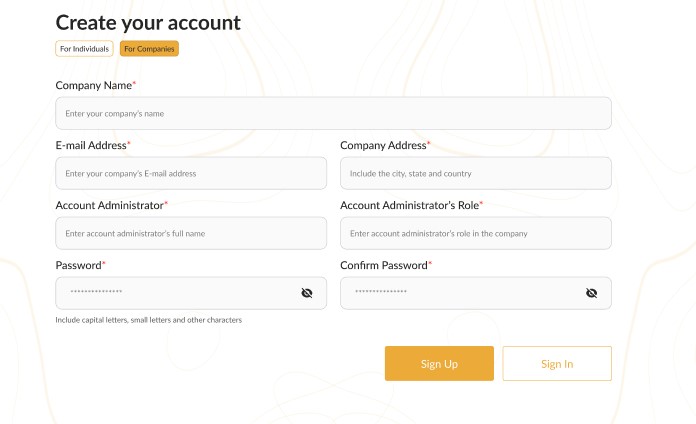 Create your account
For Individuals For Companies
Company Name*
Enter your company's name
E-mail Address* Company Address*
Enter your company's E-mail address Include the city, state and country
Account Administrator* Account Administrator's Role*
Enter account administrator's full name Enter account administrator's role in the company
Password* Confirm Password*
*************** ***************
Include capital letters, small letters and other characters
Sign Up Sign In